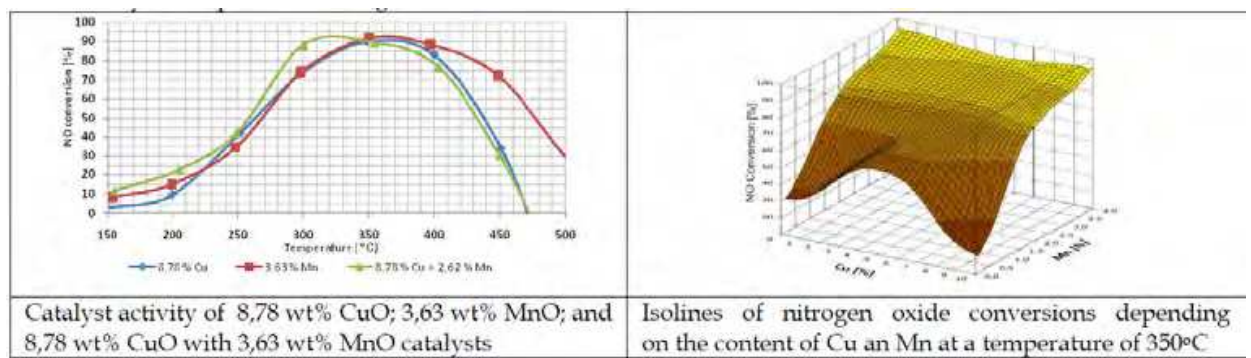 100
90
80
70
60
50
40
30
20
10
0
NO conversion [%]
150 200 250 300 350 400 450 500
Temperature [°C]
8,78% Cu 3,63% Mn 8,78% Cu + 2,62% Mn
NO Conversion [%]
Cu [%]
Mn [%]
Catalyst activity of 8,78 wt% CuO; 3,63 wt% MnO; and
8,78 wt% CuO with 3,63 wt% MnO catalysts
Isolines of nitrogen oxide conversions depending
on the content of Cu an Mn at a temperature of 350ºC